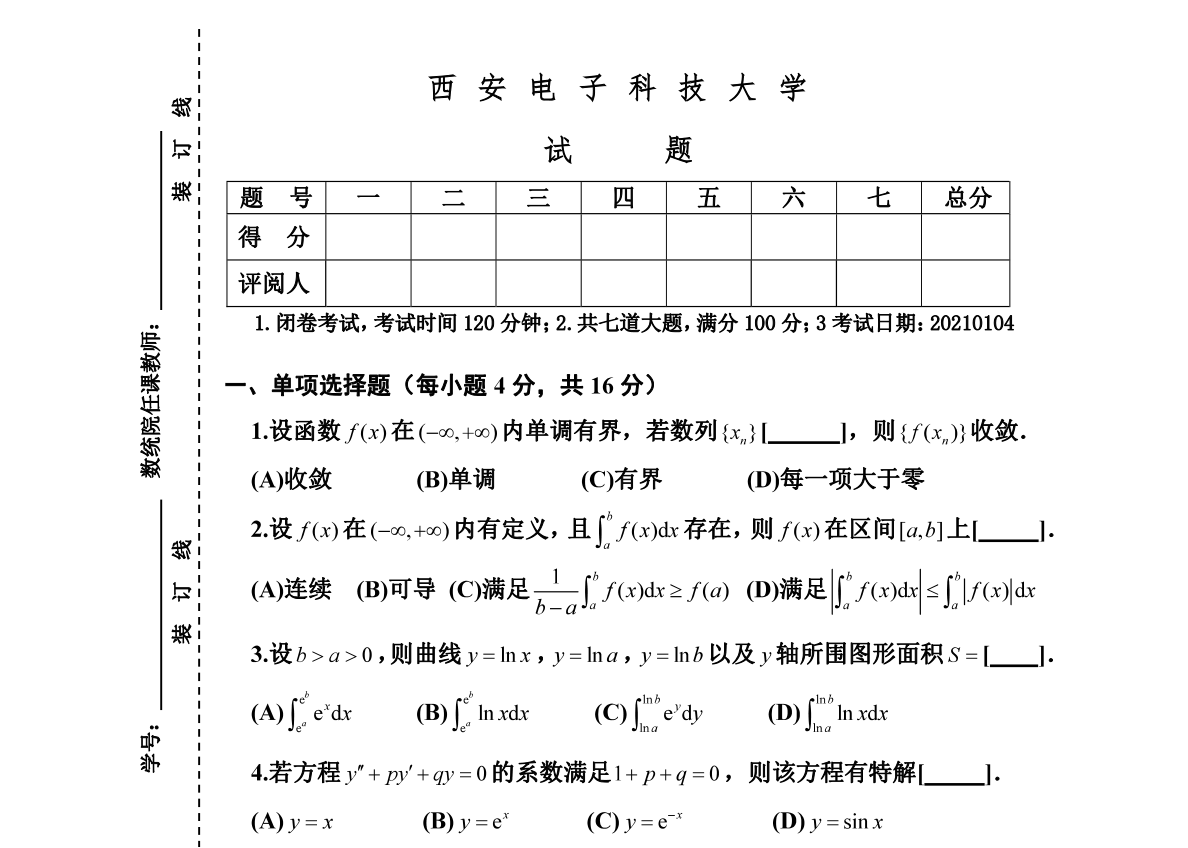 西 安 电 子 科 技 大 学
试 题
题 号 一 二 三 四 五 六 七 总分
得 分
评阅人
1. 闭卷考试，考试时间 120 分钟；2. 共七道大题，满分 100 分；3 考试日期：20210104
一、单项选择题（每小题 4 分，共 16 分）
1.设函数 f (x) 在 (−∞, +∞) 内单调有界，若数列 {xₙ} [______]，则 {f (xₙ)} 收敛．
(A)收敛 (B)单调 (C)有界 (D)每一项大于零
2.设 f (x) 在 (−∞, +∞) 内有定义，且 ∫ₐᵇ f (x)dx 存在，则 f (x) 在区间 [a, b] 上[_____]．
(A)连续 (B)可导 (C)满足 1/(b − a) ∫ₐᵇ f (x)dx ≥ f (a) (D)满足 |∫ₐᵇ f (x)dx| ≤ ∫ₐᵇ |f (x)| dx
3.设 b > a > 0，则曲线 y = ln x，y = ln a，y = ln b 以及 y 轴所围图形面积 S = [____]．
(A) ∫_{e^a}^{e^b} e^x dx (B) ∫_{e^a}^{e^b} ln xdx (C) ∫_{ln a}^{ln b} e^y dy (D) ∫_{ln a}^{ln b} ln xdx
4.若方程 y″ + py′ + qy = 0 的系数满足 1 + p + q = 0，则该方程有特解[_____]．
(A) y = x (B) y = e^x (C) y = e^{−x} (D) y = sin x
学号：________ 数统院任课教师：________
装 订 线 装 订 线